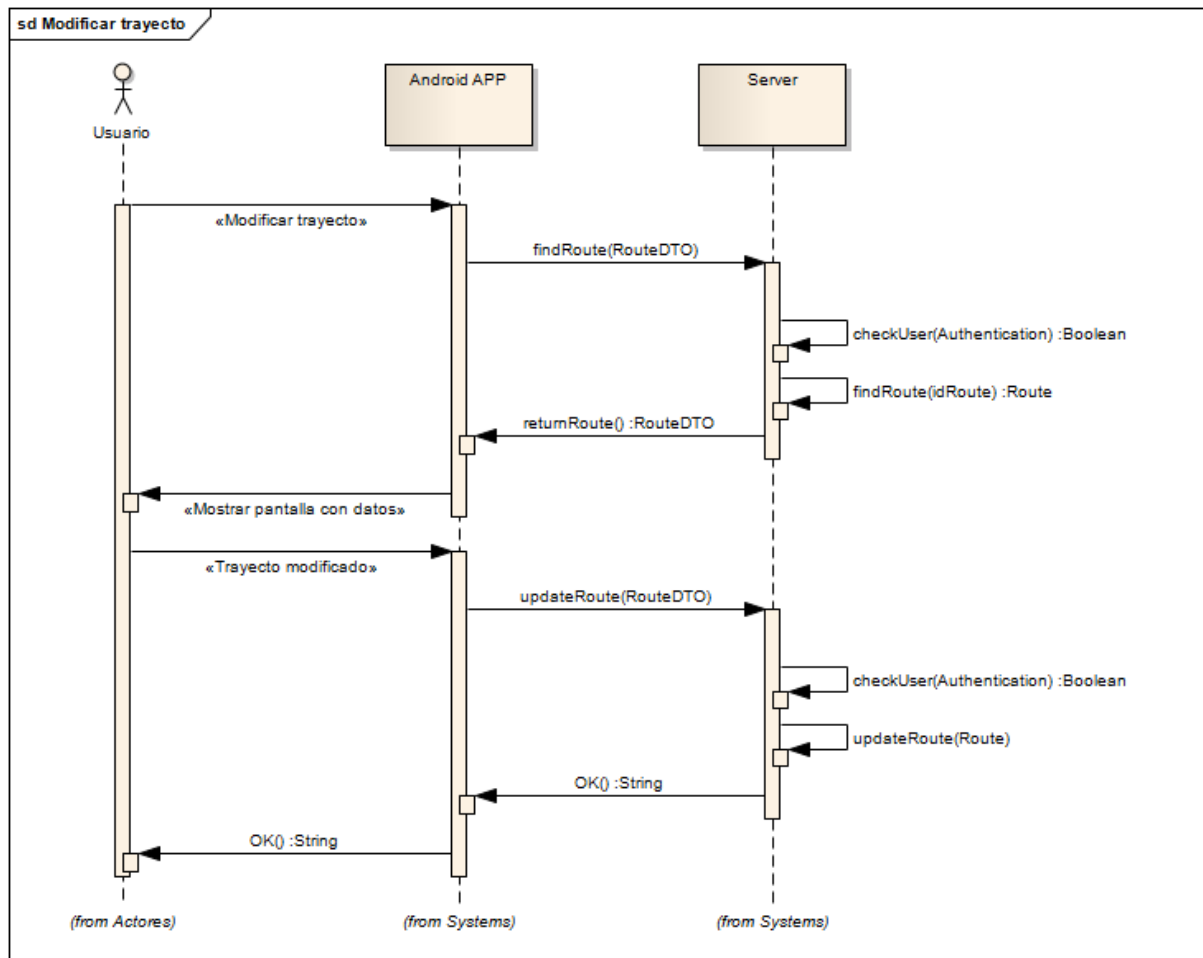 sd Modificar trayecto
Usuario
Android APP
Server
«Modificar trayecto»
findRoute(RouteDTO)
checkUser(Authentication) :Boolean
findRoute(idRoute) :Route
returnRoute() :RouteDTO
«Mostrar pantalla con datos»
«Trayecto modificado»
updateRoute(RouteDTO)
checkUser(Authentication) :Boolean
updateRoute(Route)
OK() :String
OK() :String
(from Actores)
(from Systems)
(from Systems)